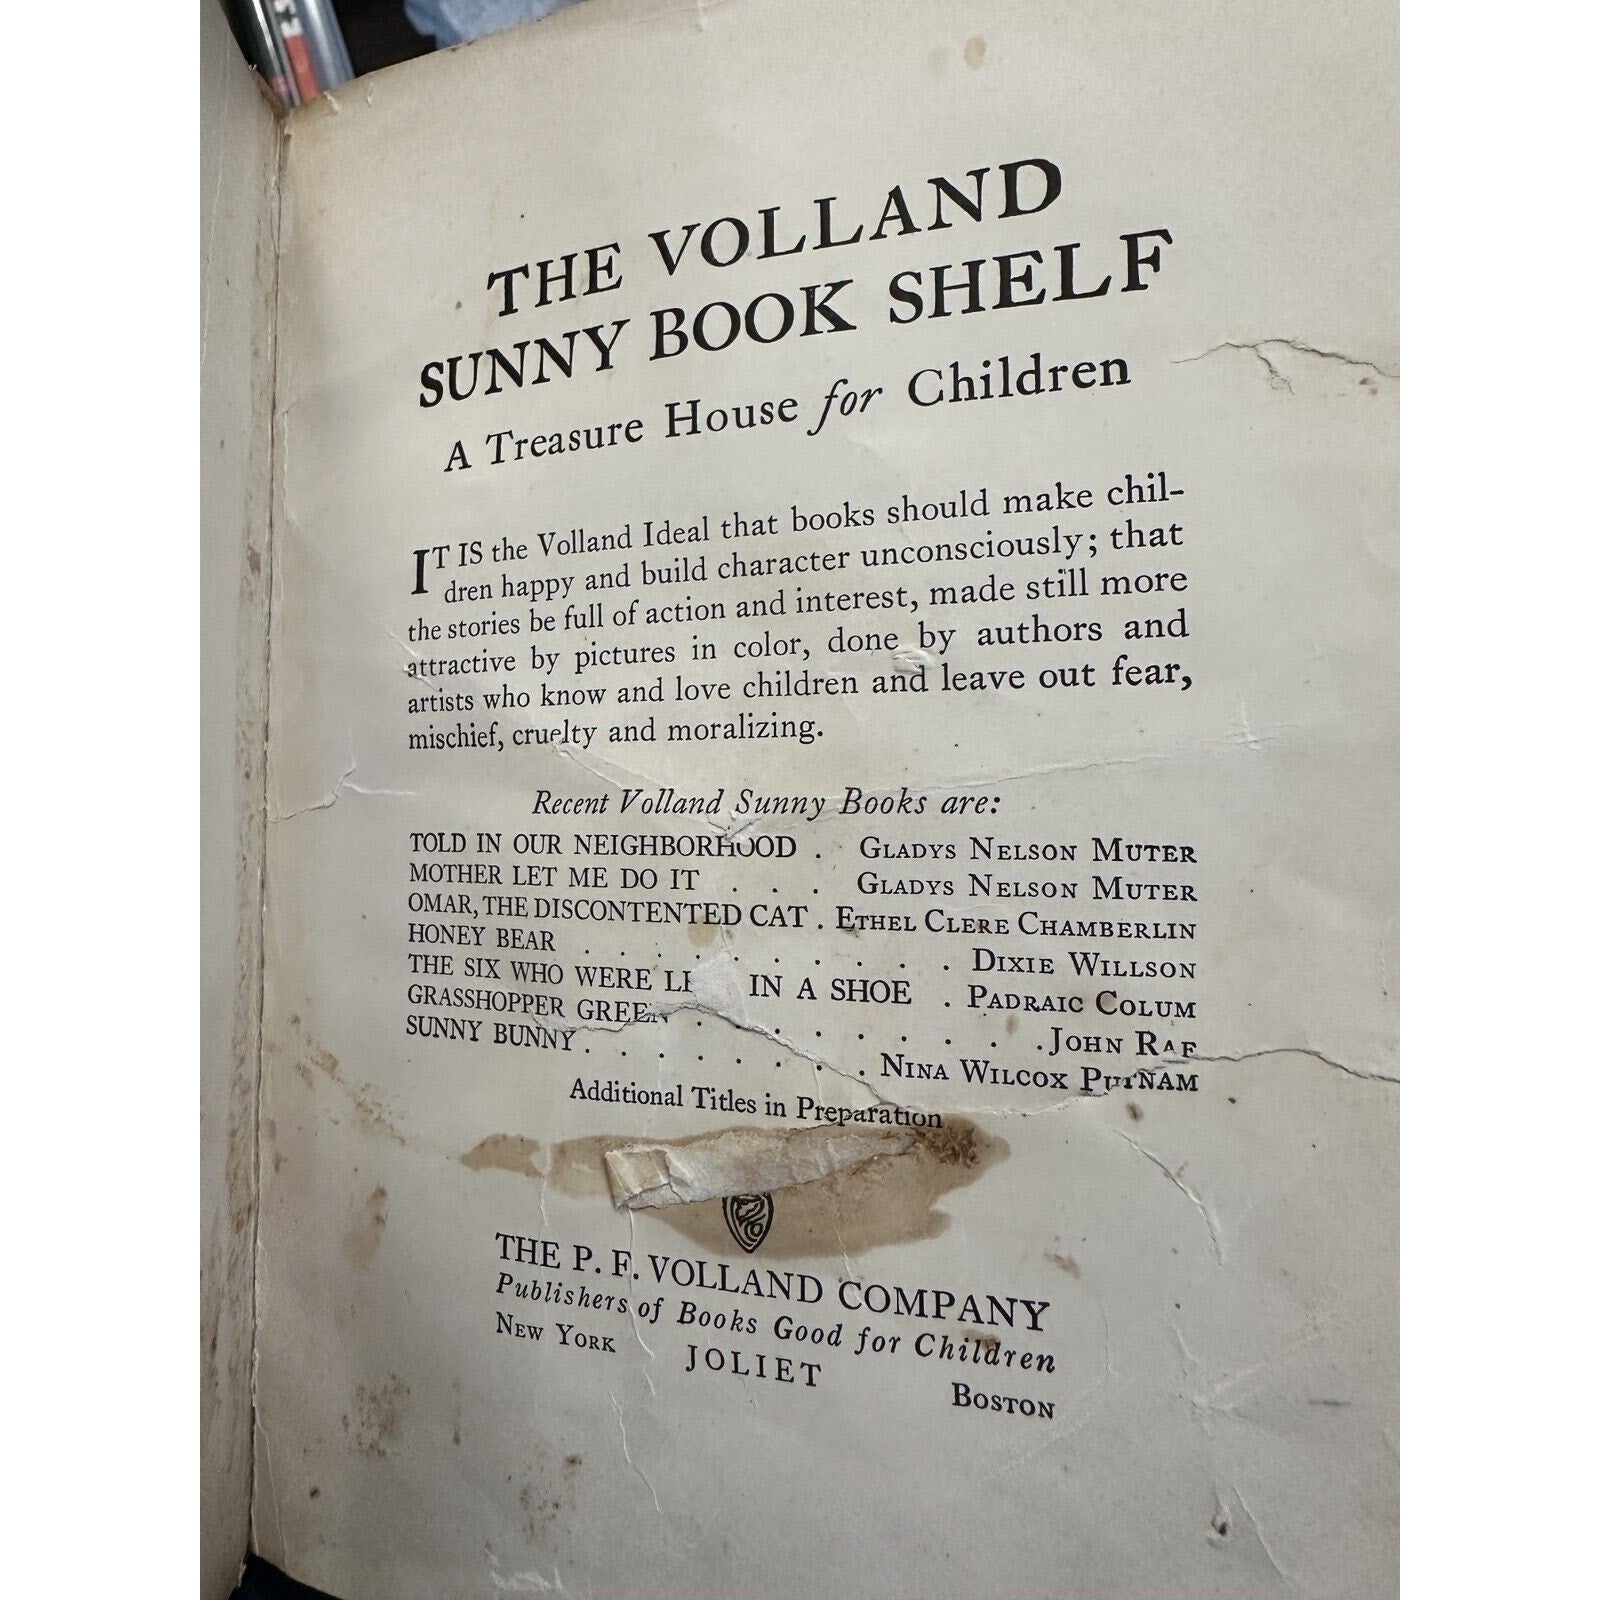 THE VOLLAND
SUNNY BOOK SHELF
A Treasure House for Children
IT IS the Volland Ideal that books should make chil-
dren happy and build character unconsciously; that
the stories be full of action and interest, made still more
attractive by pictures in color, done by authors and
artists who know and love children and leave out fear,
mischief, cruelty and moralizing.
Recent Volland Sunny Books are:
TOLD IN OUR NEIGHBORHOOD . GLADYS NELSON MUTER
MOTHER LET ME DO IT . . . GLADYS NELSON MUTER
OMAR, THE DISCONTENTED CAT . ETHEL CLERE CHAMBERLIN
HONEY BEAR . . . . . . . . . DIXIE WILLSON
THE SIX WHO WERE IN A SHOE . PADRAIC COLUM
GRASSHOPPER GREEN . . . . . . . . . JOHN RAE
SUNNY BUNNY . . . . . . . . NINA WILCOX PUTNAM
Additional Titles in Preparation
THE P. F. VOLLAND COMPANY
Publishers of Books Good for Children
NEW YORK JOLIET BOSTON